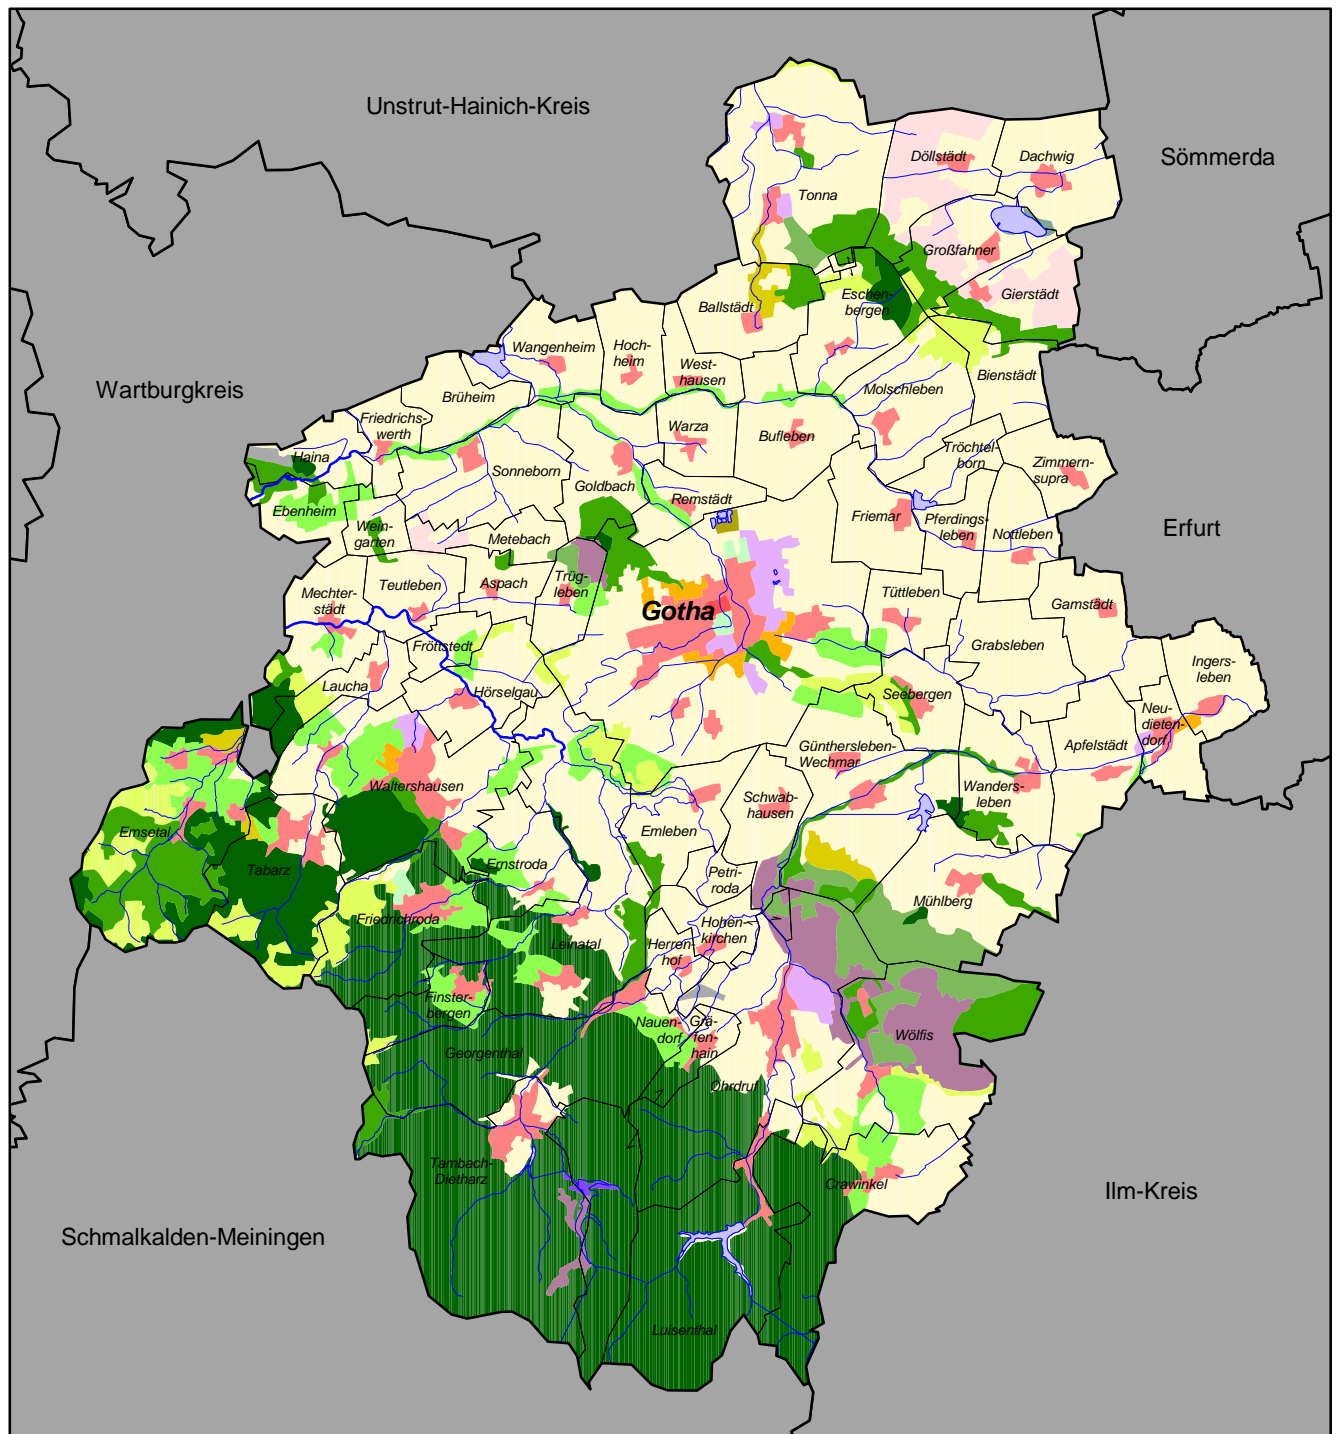 Unstrut-Hainich-Kreis
Sömmerda
Döllstädt
Dachwig
Tonna
Großfahner
Gierstädt
Ballstädt
Eschen-
bergen
Wangenheim
Hoch-
heim
West-
hausen
Wartburgkreis
Brüheim
Molschleben
Bienstädt
Friedrichs-
werth
Warza
Bufleben
Haina
Sonneborn
Tröchtel-
born
Zimmern-
supra
Goldbach
Remstädt
Ebenheim
Wein-
garten
Metebach
Friemar
Pferdings-
leben
Nottleben
Erfurt
Mechter-
städt
Teutleben
Aspach
Trüg-
leben
Gotha
Tüttleben
Gamstädt
Fröttstedt
Grabsleben
Ingers-
leben
Laucha
Hörselgau
Seebergen
Neu-
dieten-
dorf
Apfelstädt
Günthersleben-
Wechmar
Waltershausen
Schwab-
hausen
Wanders-
leben
Emsetal
Emleben
Tabarz
Ernstroda
Petri-
roda
Mühlberg
Friedrichroda
Hohen-
kirchen
Leinatal
Herren-
hof
Finster-
bergen
Nauen-
dorf
Grä-
fen-
hain
Wölfis
Georgenthal
Ohrdruf
Tambach-
Dietharz
Crawinkel
Ilm-Kreis
Schmalkalden-Meiningen
Luisenthal